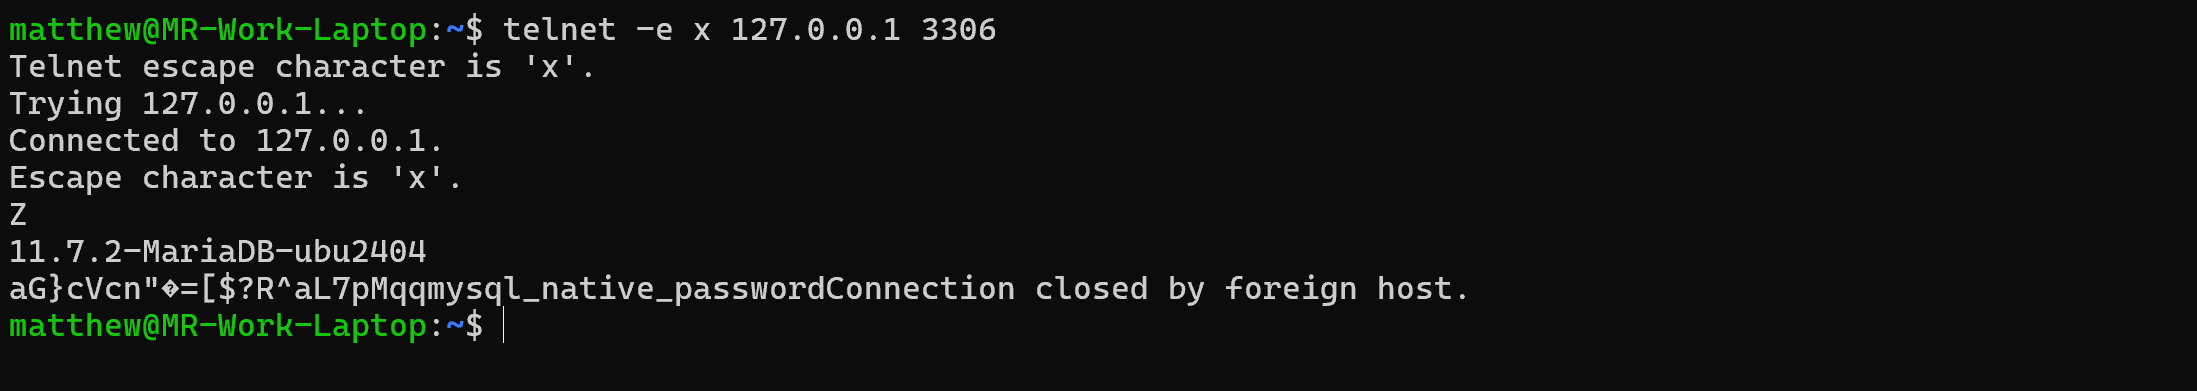 matthew@MR-Work-Laptop:~$ telnet -e x 127.0.0.1 3306
Telnet escape character is 'x'.
Trying 127.0.0.1...
Connected to 127.0.0.1.
Escape character is 'x'.
Z
11.7.2-MariaDB-ubu2404
aG}cVcn"�=[$?R^aL7pMqqmysql_native_passwordConnection closed by foreign host.
matthew@MR-Work-Laptop:~$